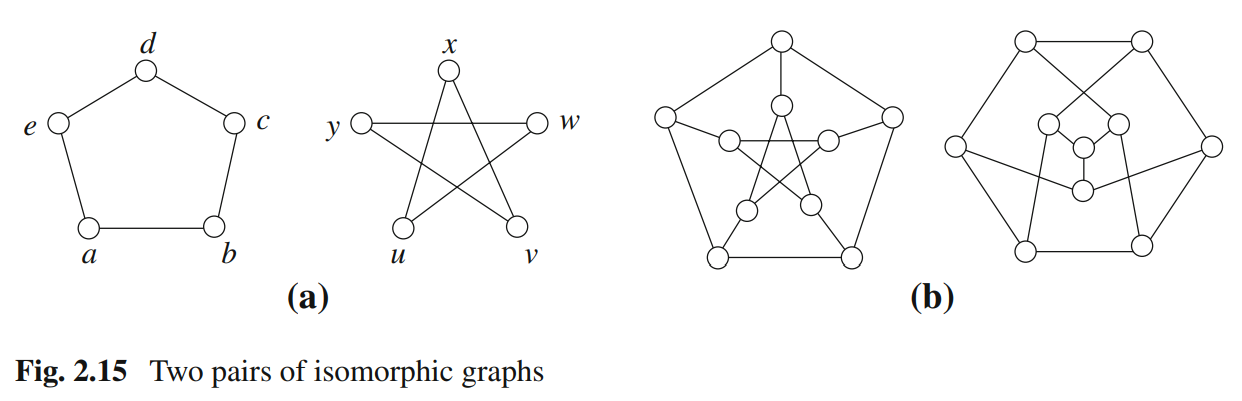 d
x
e
c
y
w
a
b
u
v
(a)
(b)
Fig. 2.15 Two pairs of isomorphic graphs